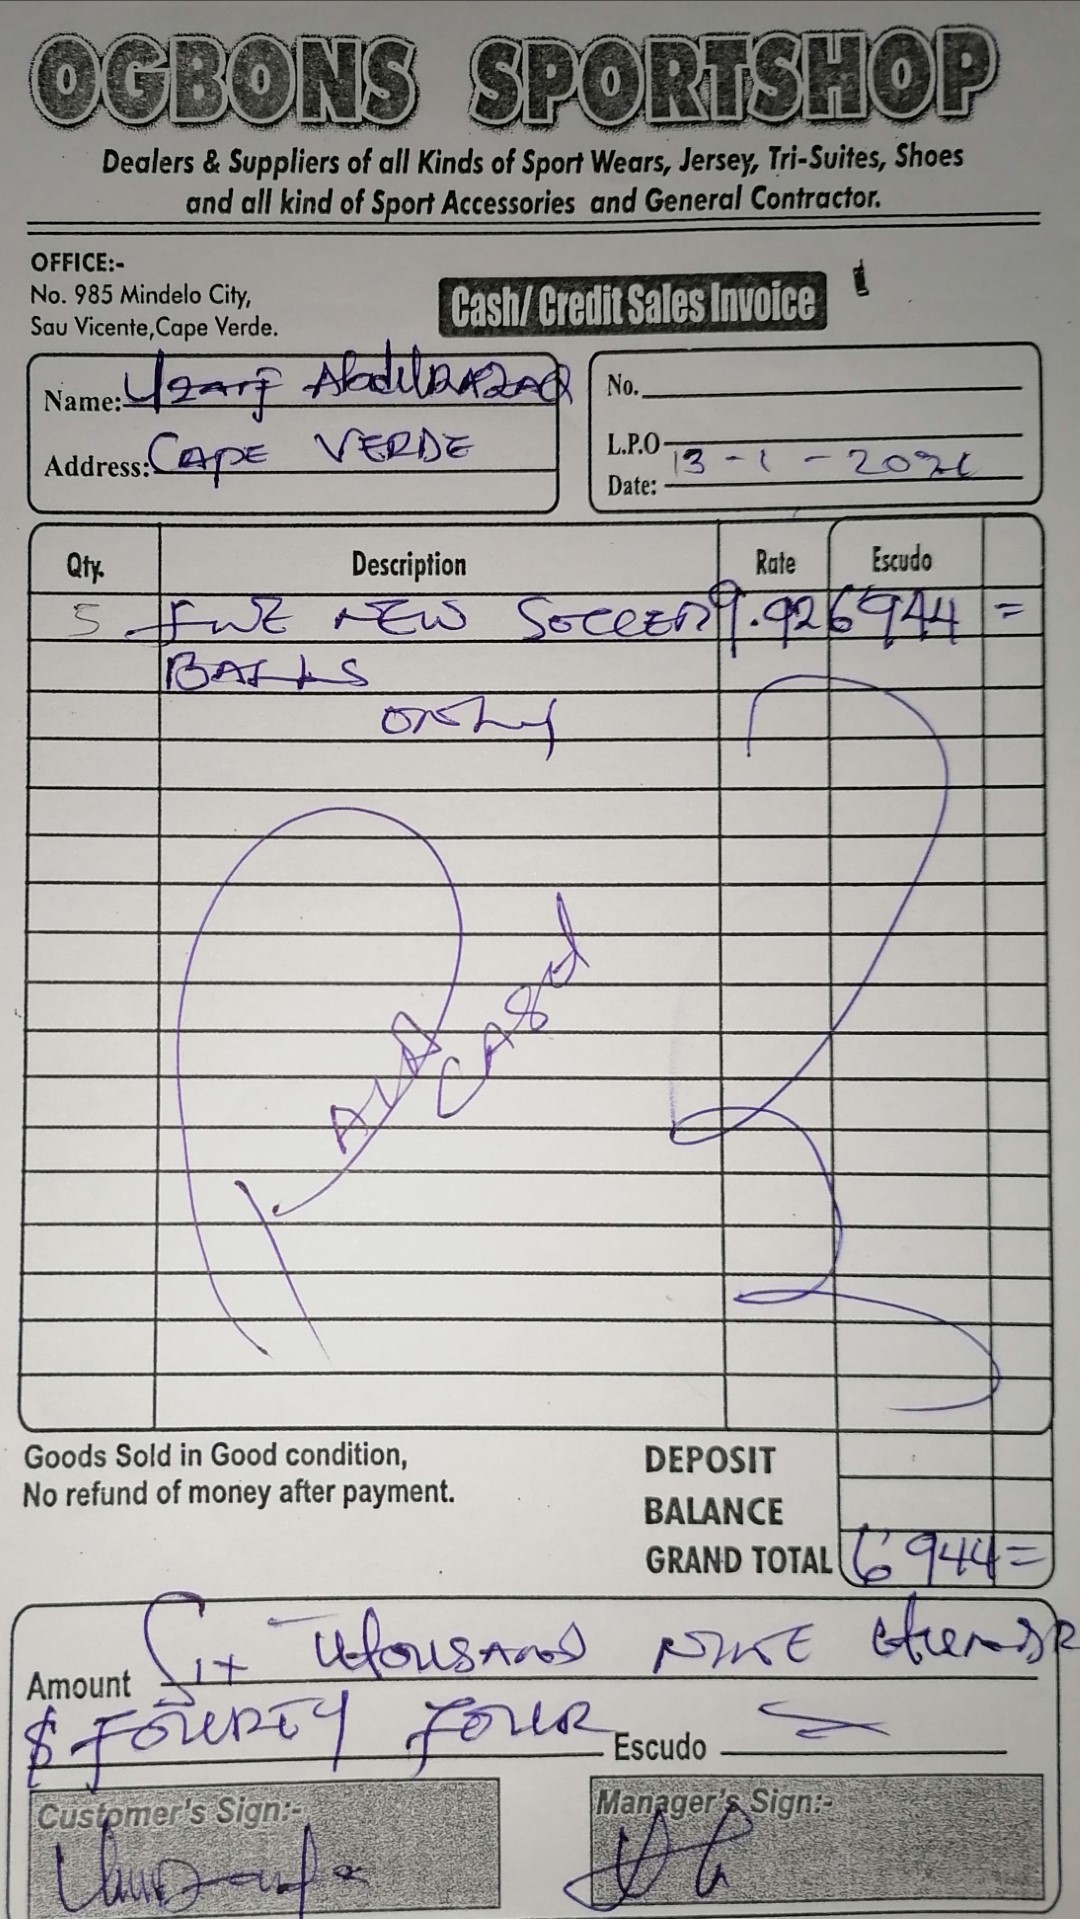 OGBONS SPORTSHOP
Dealers & Suppliers of all Kinds of Sport Wears, Jersey, Tri-Suites, Shoes
and all kind of Sport Accessories and General Contractor.
OFFICE:-
No. 985 Mindelo City,
Sau Vicente,Cape Verde.
Cash/ Credit Sales Invoice
Name:
Address: CAPE VERDE
No.
L.P.O
Date: 13-1-
Qty. Description Rate Escudo
5 NEW SOCCER 6944 =
BALLS
ONLY
PAID
CASH
Goods Sold in Good condition,
No refund of money after payment.
DEPOSIT
BALANCE
GRAND TOTAL 6944=
Amount Six THOUSAND NINE
$ FOURTY FOUR Escudo
Customer's Sign:-
Manager's Sign:-